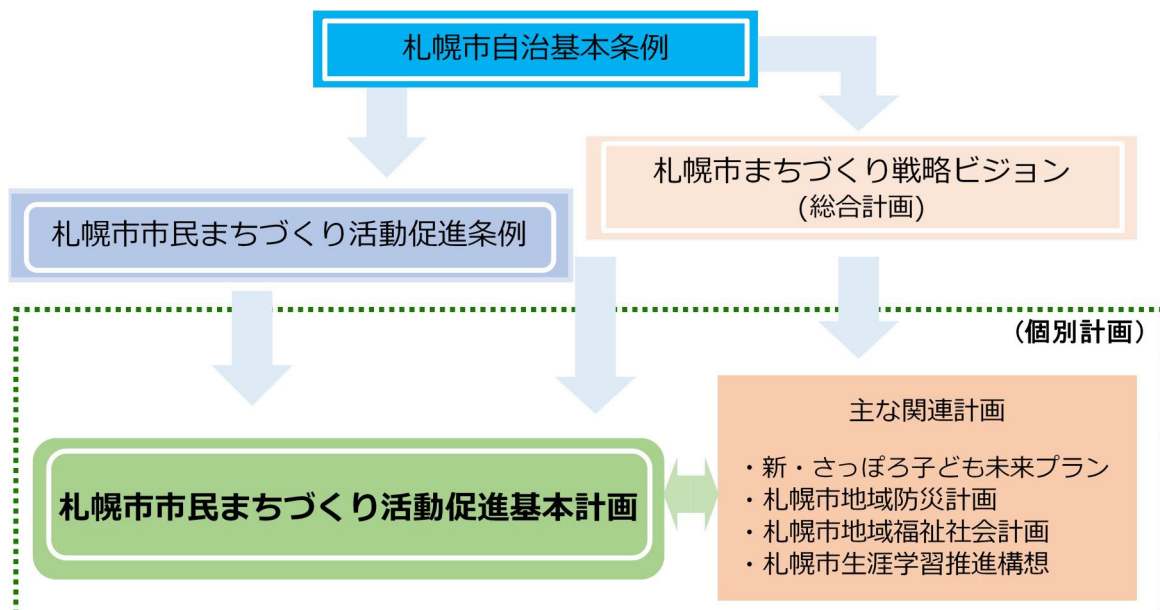 札幌市自治基本条例
札幌市まちづくり戦略ビジョン
(総合計画)
札幌市市民まちづくり活動促進条例
(個別計画)
主な関連計画
・新・さっぽろ子ども未来プラン
・札幌市地域防災計画
・札幌市地域福祉社会計画
・札幌市生涯学習推進構想
札幌市市民まちづくり活動促進基本計画